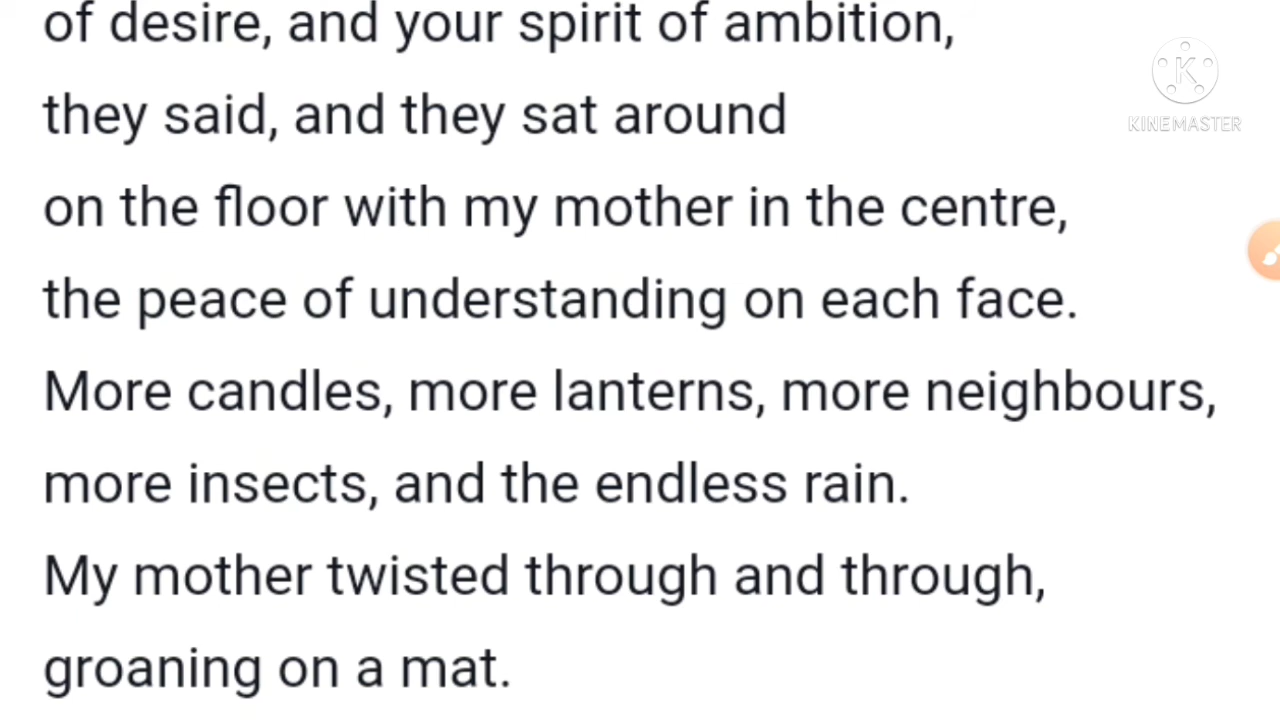 of desire, and your spirit of ambition,
they said, and they sat around
on the floor with my mother in the centre,
the peace of understanding on each face.
More candles, more lanterns, more neighbours,
more insects, and the endless rain.
My mother twisted through and through,
groaning on a mat.
K
KINEMASTER